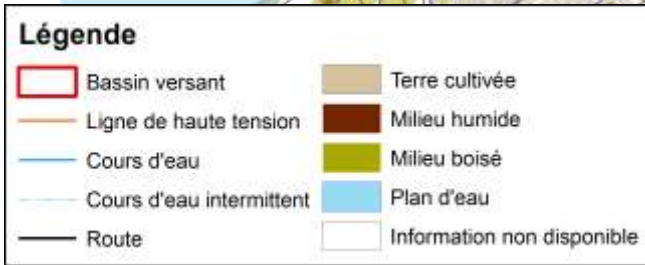 Légende
Bassin versant
Ligne de haute tension
Cours d'eau
Cours d'eau intermittent
Route
Terre cultivée
Milieu humide
Milieu boisé
Plan d'eau
Information non disponible